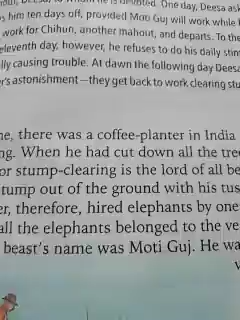 Deesa, to whom he is devoted. One day, Deesa ask
s him ten days off, provided Moti Guj will work while
work for Chihun, another mahout, and departs. To the
eleventh day, however, he refuses to do his daily stin
lly causing trouble. At dawn the following day Deesa
r's astonishment—they get back to work clearing stu
ne, there was a coffee-planter in India
ng. When he had cut down all the tree
or stump-clearing is the lord of all be
tump out of the ground with his tus
er, therefore, hired elephants by one
all the elephants belonged to the ve
beast's name was Moti Guj. He wa